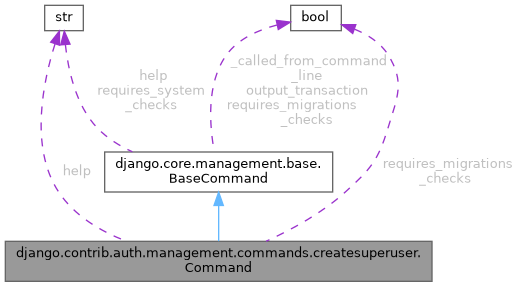 str
bool
help
requires_system
_checks
_called_from_command
_line
output_transaction
requires_migrations
_checks
django.core.management.base.
BaseCommand
help
requires_migrations
_checks
django.contrib.auth.management.commands.createsuperuser.
Command